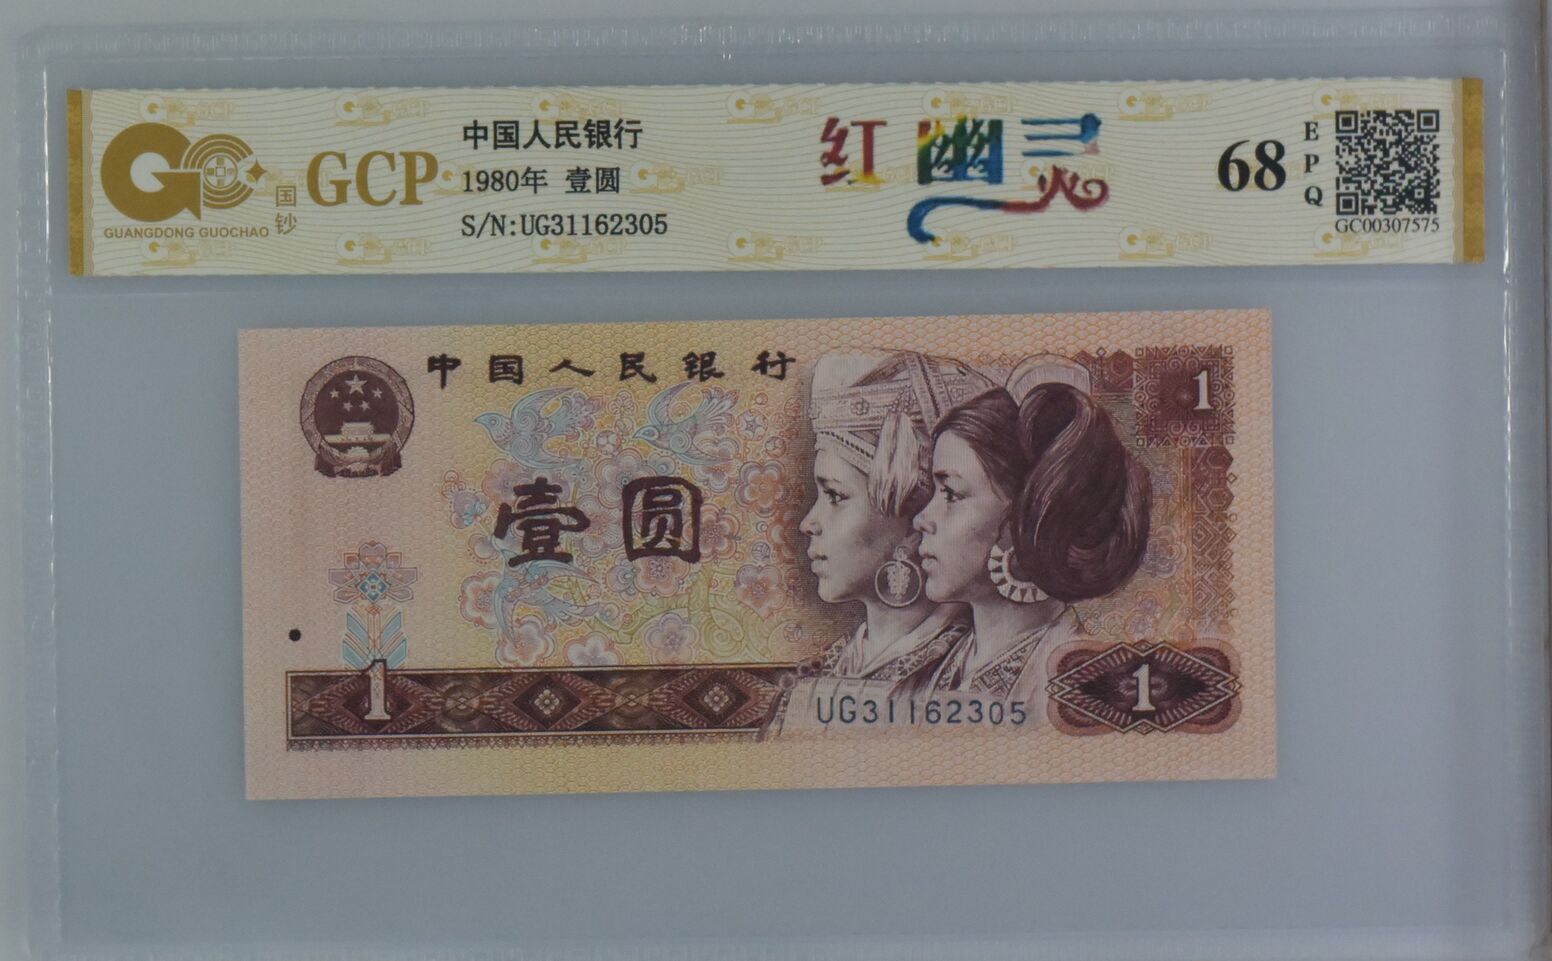 GCP
国钞
GUANGDONG GUOCHAO
中国人民银行
1980年 壹圆
S/N:UG31162305
红幽灵
68
EPQ
GC00307575
中国人民银行
1
壹圆
1
UG31162305
1